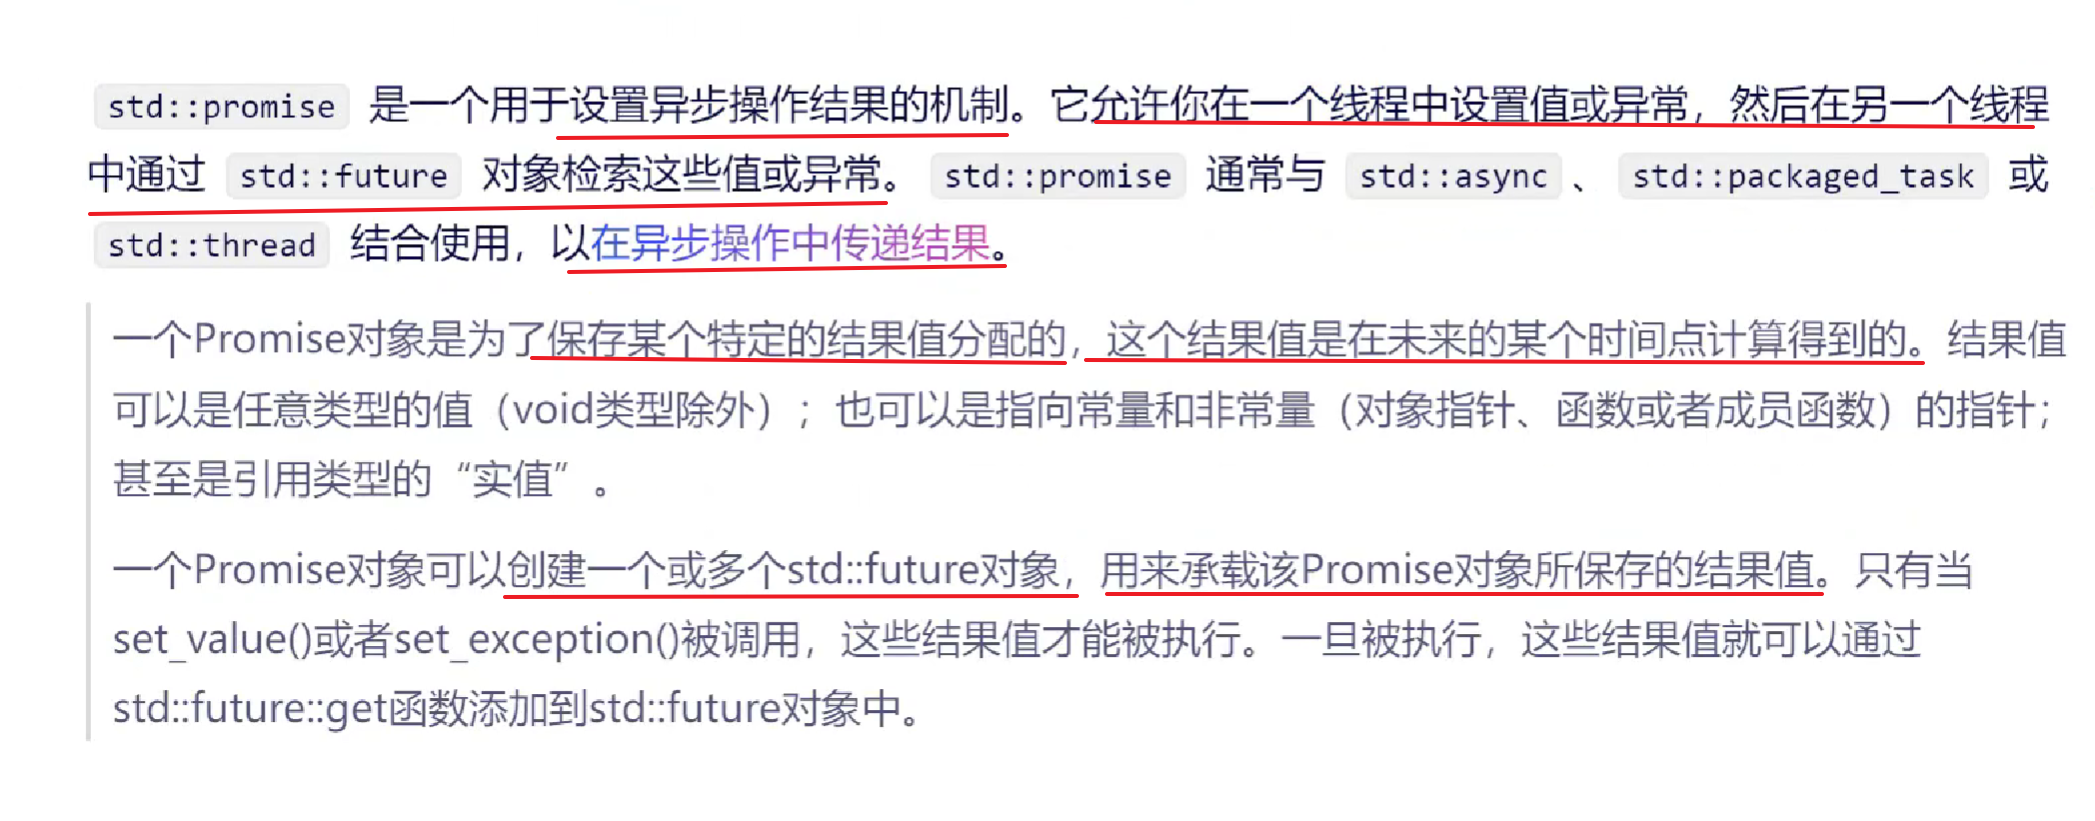 std::promise 是一个用于设置异步操作结果的机制。它允许你在一个线程中设置值或异常，然后在另一个线程
中通过 std::future 对象检索这些值或异常。 std::promise 通常与 std::async 、 std::packaged_task 或
std::thread 结合使用，以在异步操作中传递结果。
一个Promise对象是为了保存某个特定的结果值分配的，这个结果值是在未来的某个时间点计算得到的。结果值
可以是任意类型的值（void类型除外）；也可以是指向常量和非常量（对象指针、函数或者成员函数）的指针；
甚至是引用类型的“实值”。
一个Promise对象可以创建一个或多个std::future对象，用来承载该Promise对象所保存的结果值。只有当
set_value()或者set_exception()被调用，这些结果值才能被执行。一旦被执行，这些结果值就可以通过
std::future::get函数添加到std::future对象中。